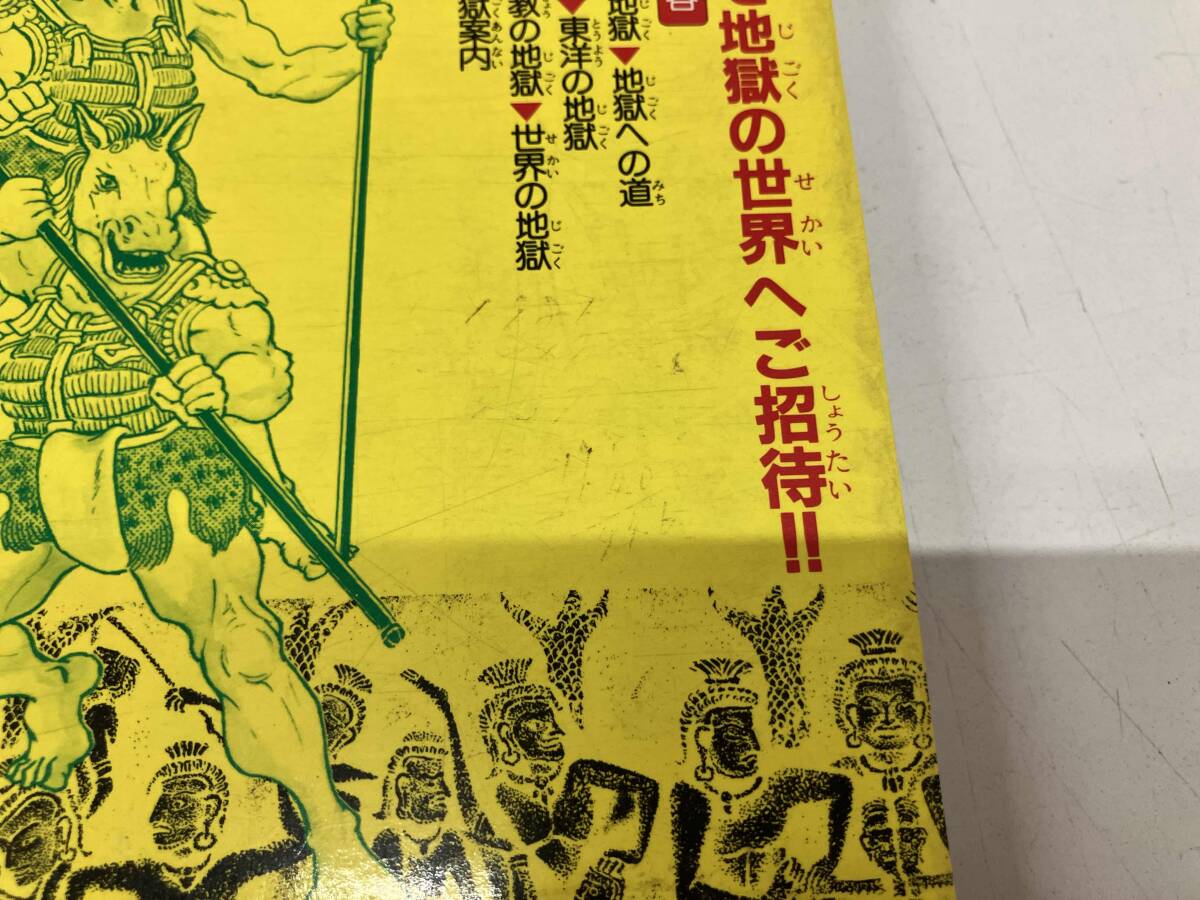 地獄の世界へご招待!!
容
地獄▼地獄への道
▼東洋の地獄
教の地獄▼世界の地獄
獄案内